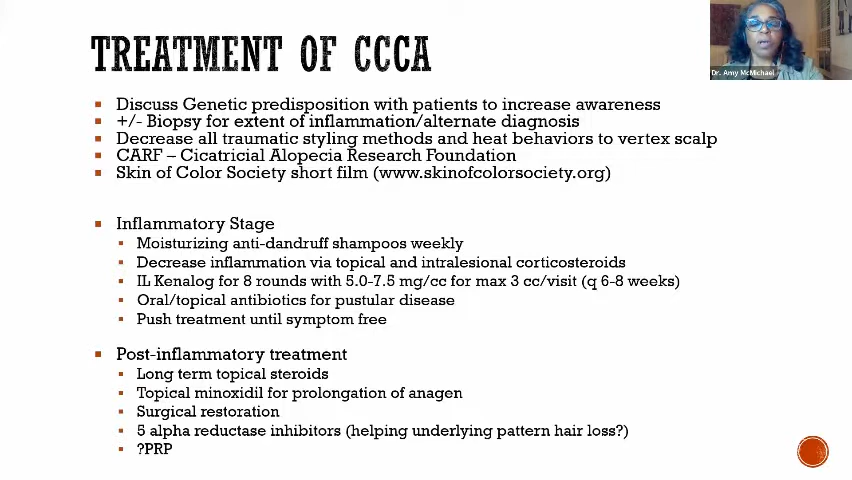 TREATMENT OF CCCA
Dr. Amy McMichael
Discuss Genetic predisposition with patients to increase awareness
+/- Biopsy for extent of inflammation/alternate diagnosis
Decrease all traumatic styling methods and heat behaviors to vertex scalp
CARF – Cicatricial Alopecia Research Foundation
Skin of Color Society short film (www.skinofcolorsociety.org)
Inflammatory Stage
Moisturizing anti-dandruff shampoos weekly
Decrease inflammation via topical and intralesional corticosteroids
IL Kenalog for 8 rounds with 5.0-7.5 mg/cc for max 3 cc/visit (q 6-8 weeks)
Oral/topical antibiotics for pustular disease
Push treatment until symptom free
Post-inflammatory treatment
Long term topical steroids
Topical minoxidil for prolongation of anagen
Surgical restoration
5 alpha reductase inhibitors (helping underlying pattern hair loss?)
?PRP